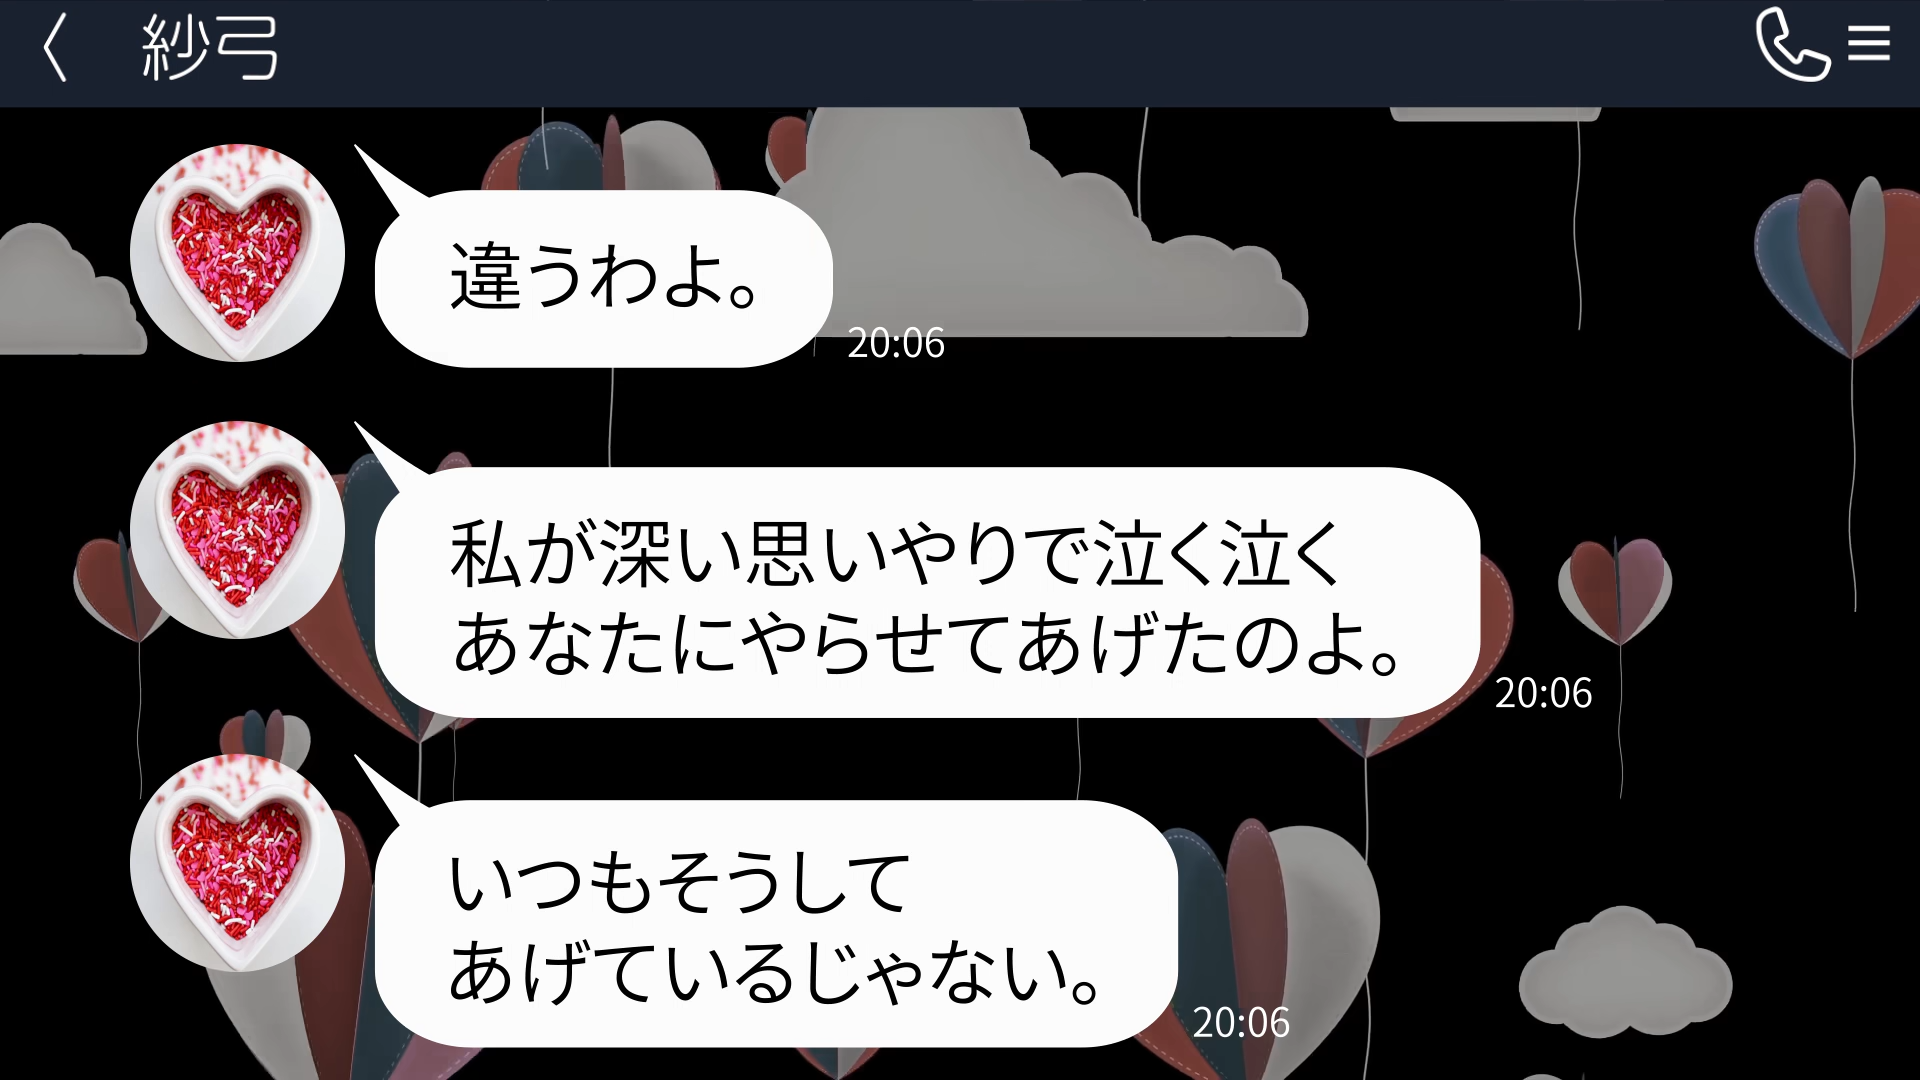 紗弓
違うわよ。
20:06
私が深い思いやりで泣く泣く
あなたにやらせてあげたのよ。
20:06
いつもそうして
あげているじゃない。
20:06